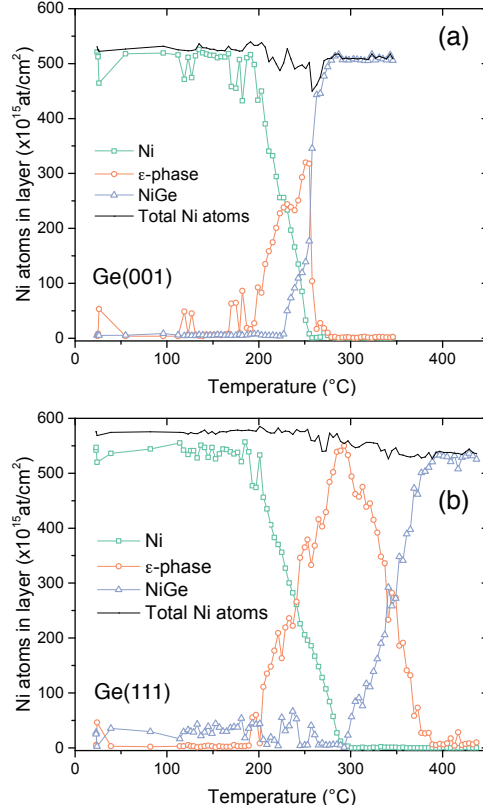 600
(a)
500
400
Ni
ε-phase
300
NiGe
Total Ni atoms
200
100
Ge(001)
0
0 100 200 300 400
Temperature (°C)
Ni atoms in layer (x10¹⁵at/cm²)
600
(b)
500
400
Ni
ε-phase
NiGe
300
Total Ni atoms
200
100
Ge(111)
0
0 100 200 300 400
Temperature (°C)
Ni atoms in layer (x10¹⁵at/cm²)